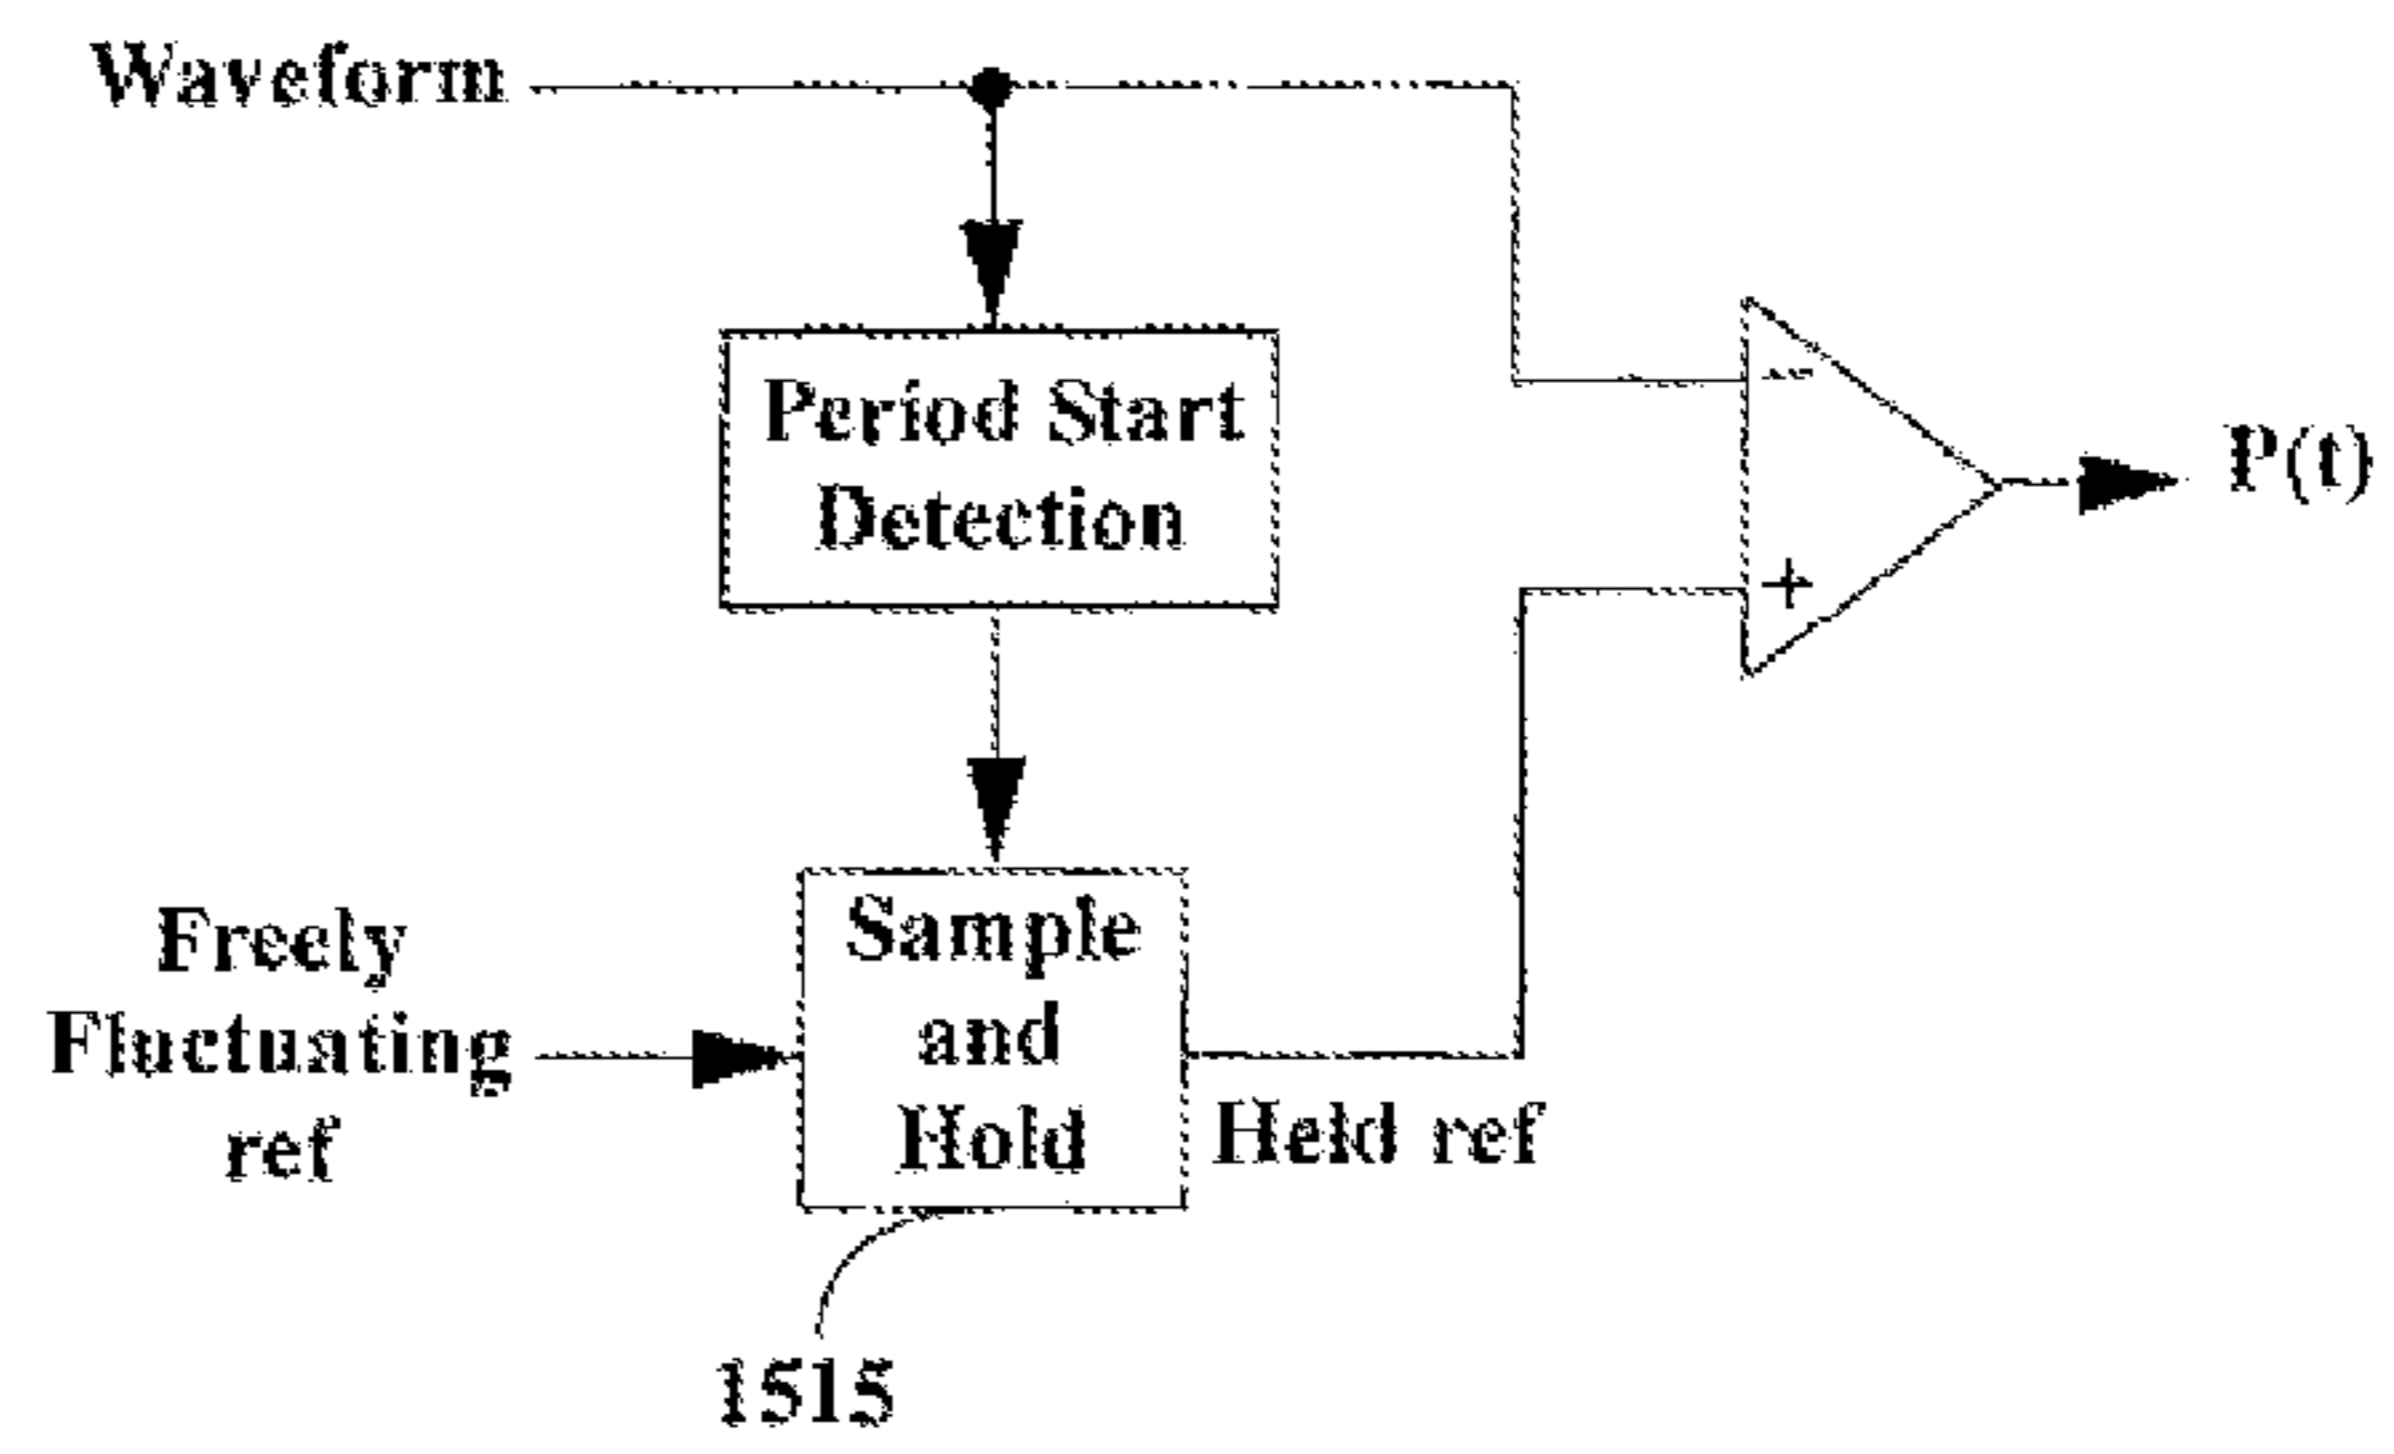 Waveform
Period Start
Detection
-
+
P(t)
Freely
Fluctuating
ref
Sample
and
Hold
Held ref
1515